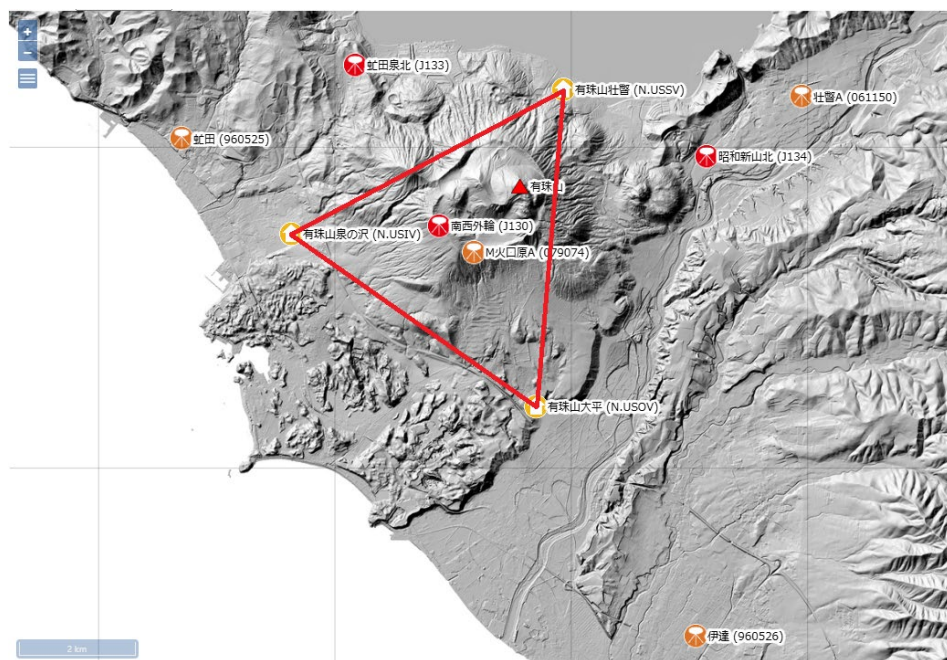 +
−
虻田泉北 (J133)
有珠山壮瞥 (N.USSV)
壮瞥A (061150)
虻田 (960525)
昭和新山北 (J134)
有珠山
南西外輪 (J130)
有珠山泉の沢 (N.USIV)
M火口原A (079074)
有珠山大平 (N.USOV)
伊達 (960526)
2 km